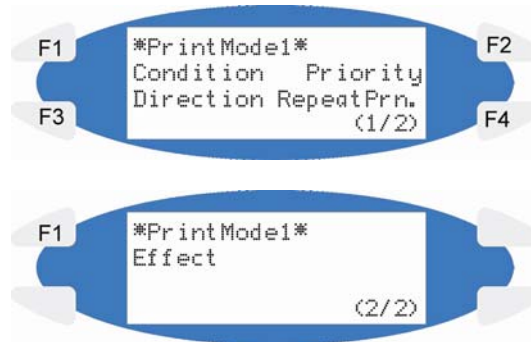 F1
F2
*PrintMode1*
Condition Priority
Direction RepeatPrn.
(1/2)
F3
F4
F1
*PrintMode1*
Effect
(2/2)